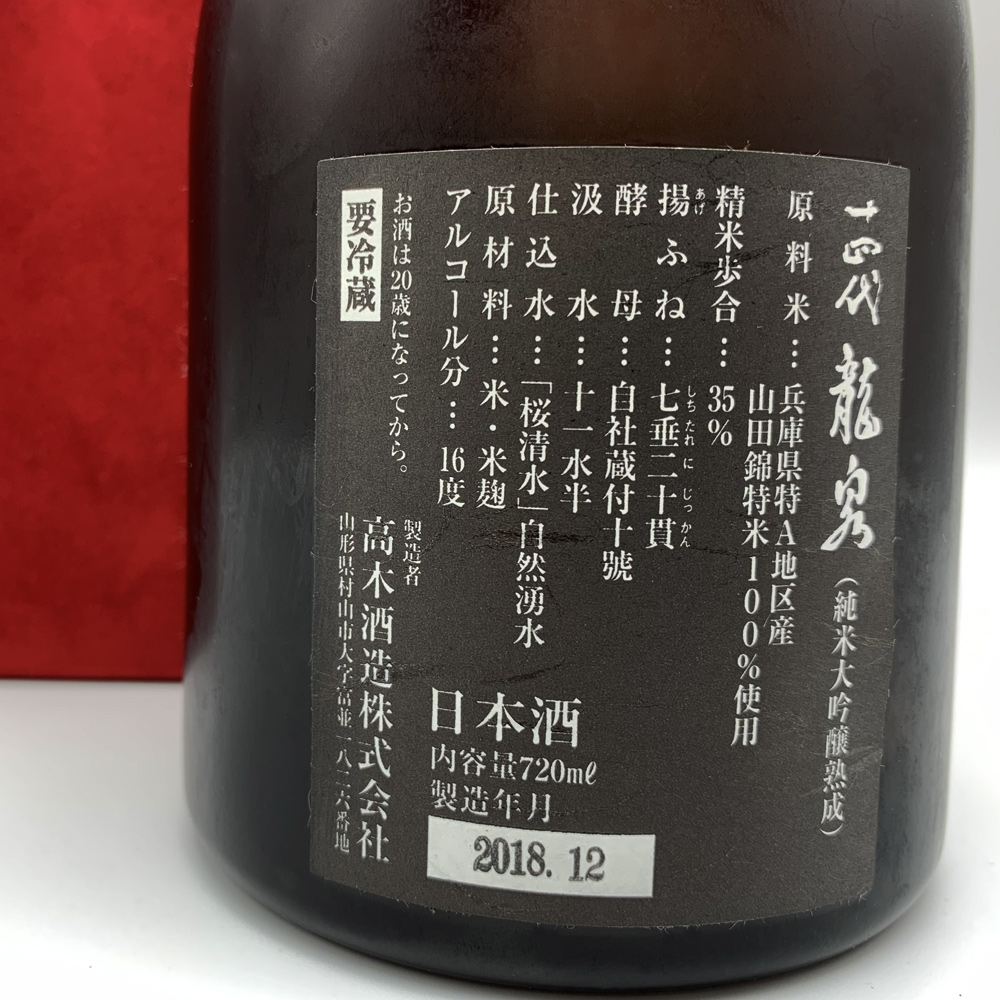 十四代 龍泉(純米大吟醸熟成)
原料米…兵庫県特A地区産
山田錦特米100%使用
精米歩合…35%
揚ふね…七垂二十貫
あげ
しちたれ に じっかん
酵母…自社蔵付十號
汲水…十一水半
仕込水…「桜清水」自然湧水
原材料…米・米麹
アルコール分…16度
お酒は20歳になってから。
要冷蔵
日本酒
内容量720mℓ
製造年月
2018.12
製造者
高木酒造株式会社
山形県村山市大字富並一八二六番地